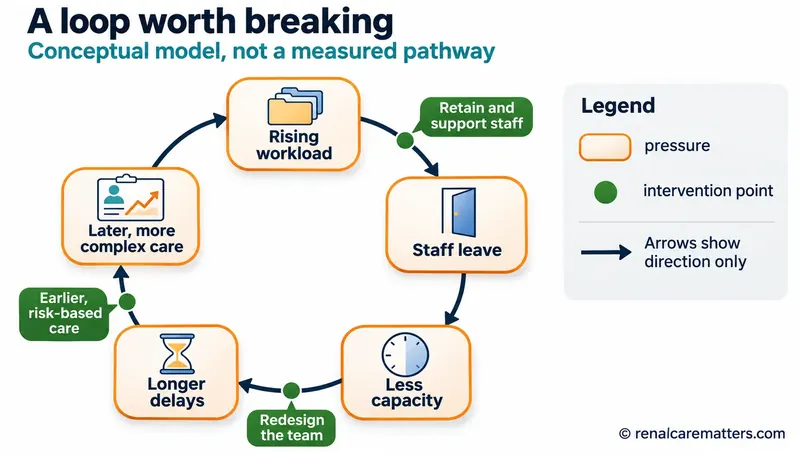 A loop worth breaking
Conceptual model, not a measured pathway
Rising
workload
Retain and
support staff
Staff leave
Less
capacity
Redesign
the team
Longer
delays
Earlier,
risk-based
care
Later, more
complex care
Legend
pressure
intervention point
Arrows show
direction only
© renalcarematters.com